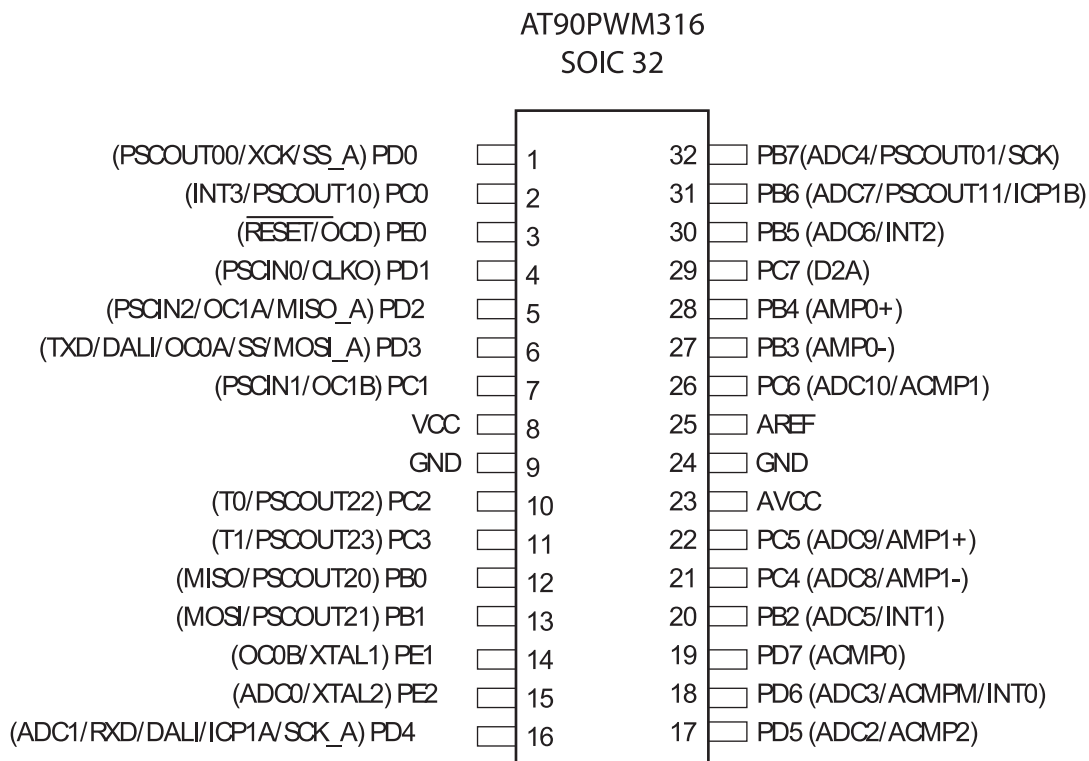 AT90PWM316
SOIC 32
(PSCOUT00/XCK/SS_A) PD0 1 32 PB7(ADC4/PSCOUT01/SCK)
(INT3/PSCOUT10) PC0 2 31 PB6 (ADC7/PSCOUT11/ICP1B)
(RESET/OCD) PE0 3 30 PB5 (ADC6/INT2)
(PSCIN0/CLKO) PD1 4 29 PC7 (D2A)
(PSCIN2/OC1A/MISO_A) PD2 5 28 PB4 (AMP0+)
(TXD/DALI/OC0A/SS/MOSI_A) PD3 6 27 PB3 (AMP0-)
(PSCIN1/OC1B) PC1 7 26 PC6 (ADC10/ACMP1)
VCC 8 25 AREF
GND 9 24 GND
(T0/PSCOUT22) PC2 10 23 AVCC
(T1/PSCOUT23) PC3 11 22 PC5 (ADC9/AMP1+)
(MISO/PSCOUT20) PB0 12 21 PC4 (ADC8/AMP1-)
(MOSI/PSCOUT21) PB1 13 20 PB2 (ADC5/INT1)
(OC0B/XTAL1) PE1 14 19 PD7 (ACMP0)
(ADC0/XTAL2) PE2 15 18 PD6 (ADC3/ACMPM/INT0)
(ADC1/RXD/DALI/ICP1A/SCK_A) PD4 16 17 PD5 (ADC2/ACMP2)